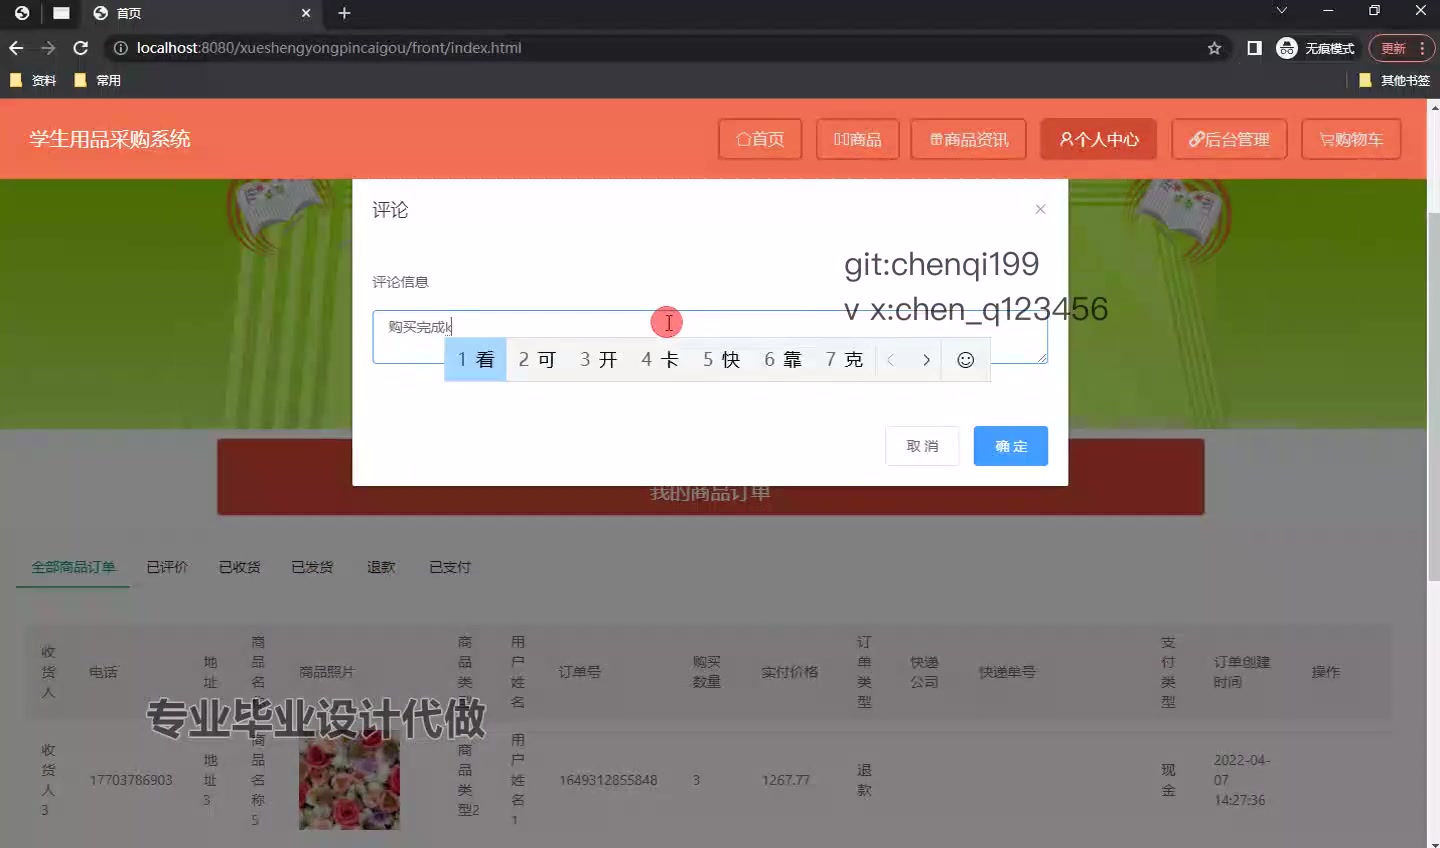 首页
localhost:8080/xueshengyongpincaigou/front/index.html
无痕模式
更新
资料
常用
其他书签
学生用品采购系统
首页
商品
商品资讯
个人中心
后台管理
购物车
评论
git:chenqi199
v x:chen_q123456
评论信息
购买完成k
1 看 2 可 3 开 4 卡 5 快 6 靠 7 克
取 消
确 定
我的商品订单
全部商品订单 已评价 已收货 已发货 退款 已支付
收货人 电话 地址 商品名 商品照片 商品类型 用户姓名 订单号 购买数量 实付价格 订单类型 快递公司 快递单号 支付类型 订单创建时间 操作
专业毕业设计代做
收货人3 17703786903 地址3 商品名称5 商品类型2 用户姓名1 1649312855848 3 1267.77 退款 现金 2022-04-07 14:27:36